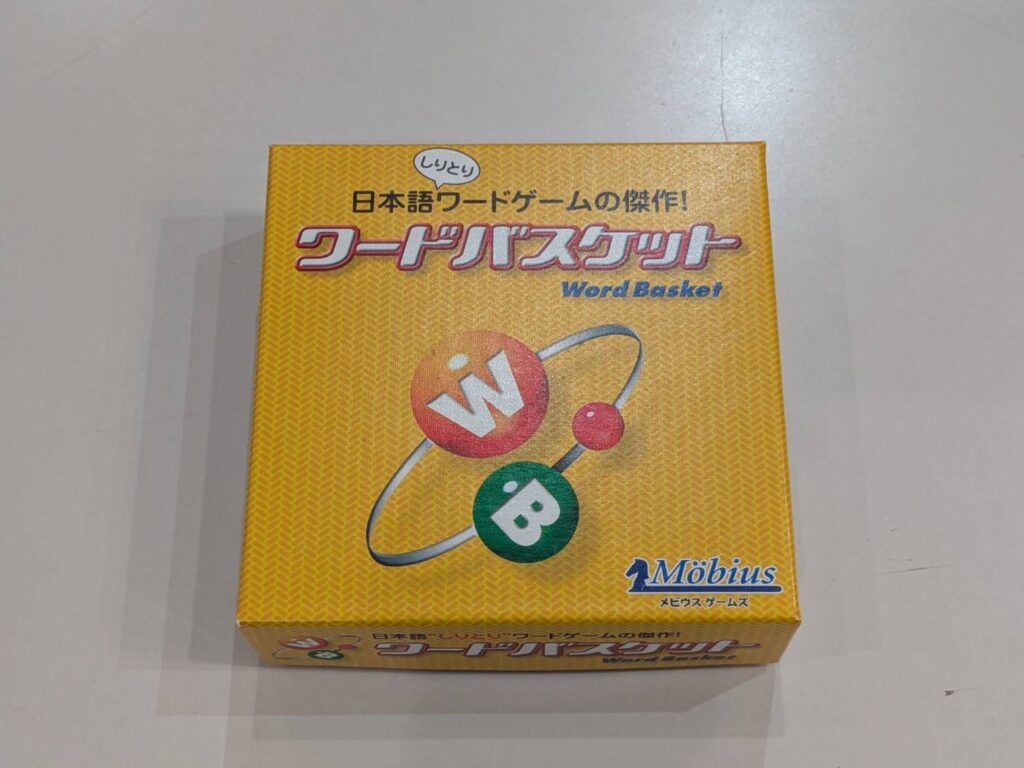 しりとり
日本語ワードゲームの傑作!
ワードバスケット
Word Basket
W
B
Möbius
メビウス ゲームズ
W
B
日本語"しりとり"ワードゲームの傑作!
ワードバスケット
Word Basket